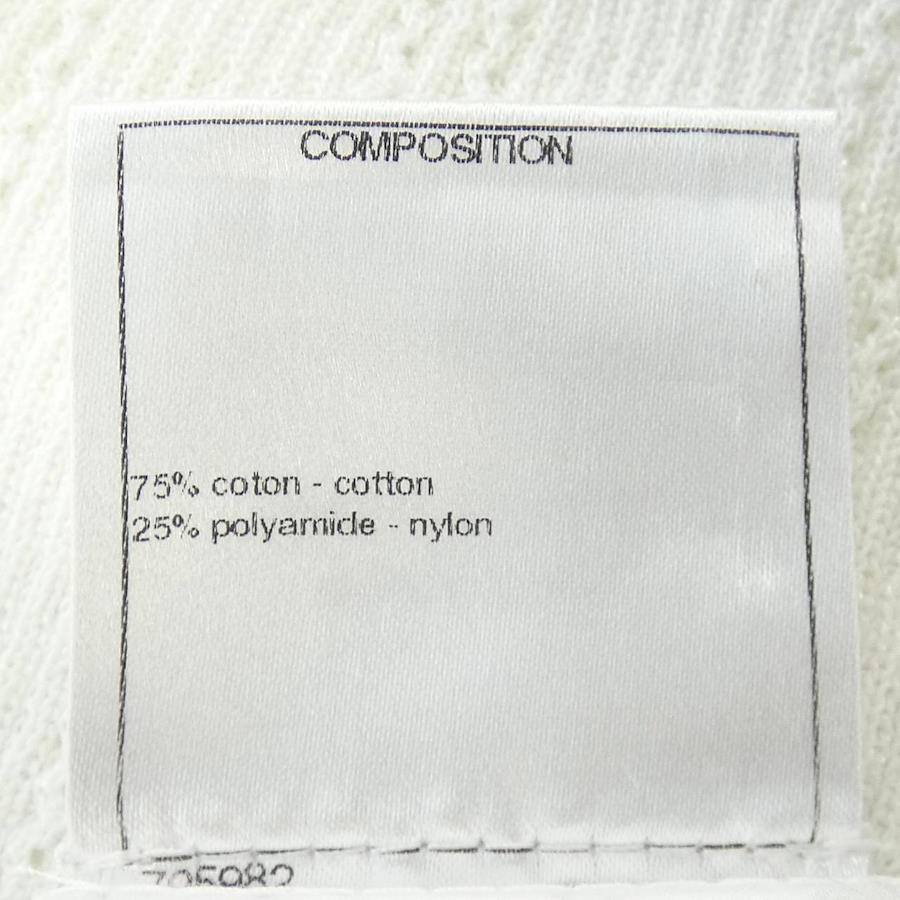 COMPOSITION
75% coton - cotton
25% polyamide - nylon